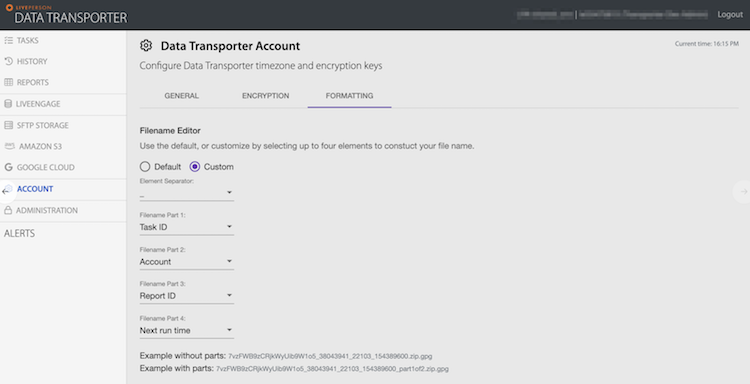 LIVEPERSON
DATA TRANSPORTER
Logout
TASKS
HISTORY
REPORTS
LIVEENGAGE
SFTP STORAGE
AMAZON S3
GOOGLE CLOUD
ACCOUNT
ADMINISTRATION
ALERTS
Data Transporter Account
Current time: 16:15 PM
Configure Data Transporter timezone and encryption keys
GENERAL ENCRYPTION FORMATTING
Filename Editor
Use the default, or customize by selecting up to four elements to constuct your file name.
Default Custom
Element Separator:
_
Filename Part 1:
Task ID
Filename Part 2:
Account
Filename Part 3:
Report ID
Filename Part 4:
Next run time
Example without parts: 7vzFWB9zCRjkWyUib9W1o5_38043941_22103_154389600.zip.gpg
Example with parts: 7vzFWB9zCRjkWyUib9W1o5_38043941_22103_154389600_part1of2.zip.gpg